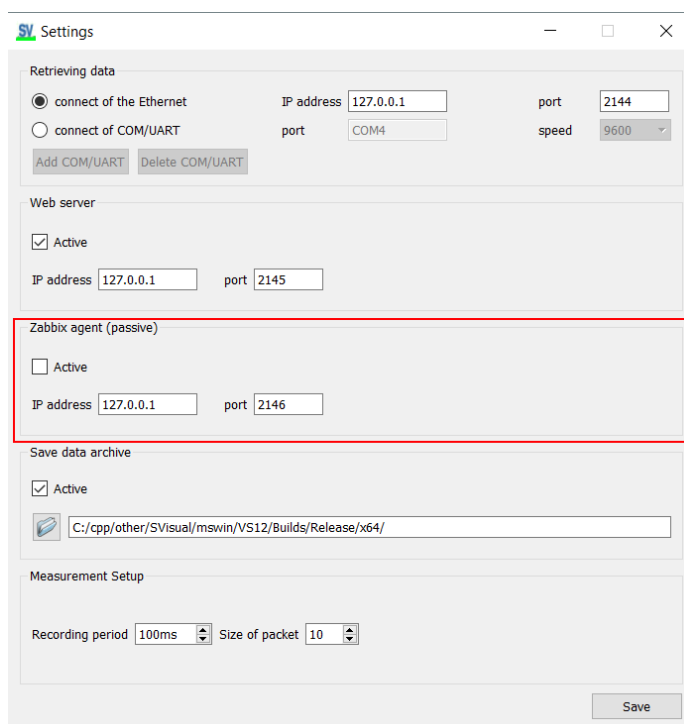 SV Settings
Retrieving data
connect of the Ethernet IP address 127.0.0.1 port 2144
connect of COM/UART port COM4 speed 9600
Add COM/UART Delete COM/UART
Web server
Active
IP address 127.0.0.1 port 2145
Zabbix agent (passive)
Active
IP address 127.0.0.1 port 2146
Save data archive
Active
C:/cpp/other/SVisual/mswin/VS12/Builds/Release/x64/
Measurement Setup
Recording period 100ms Size of packet 10
Save